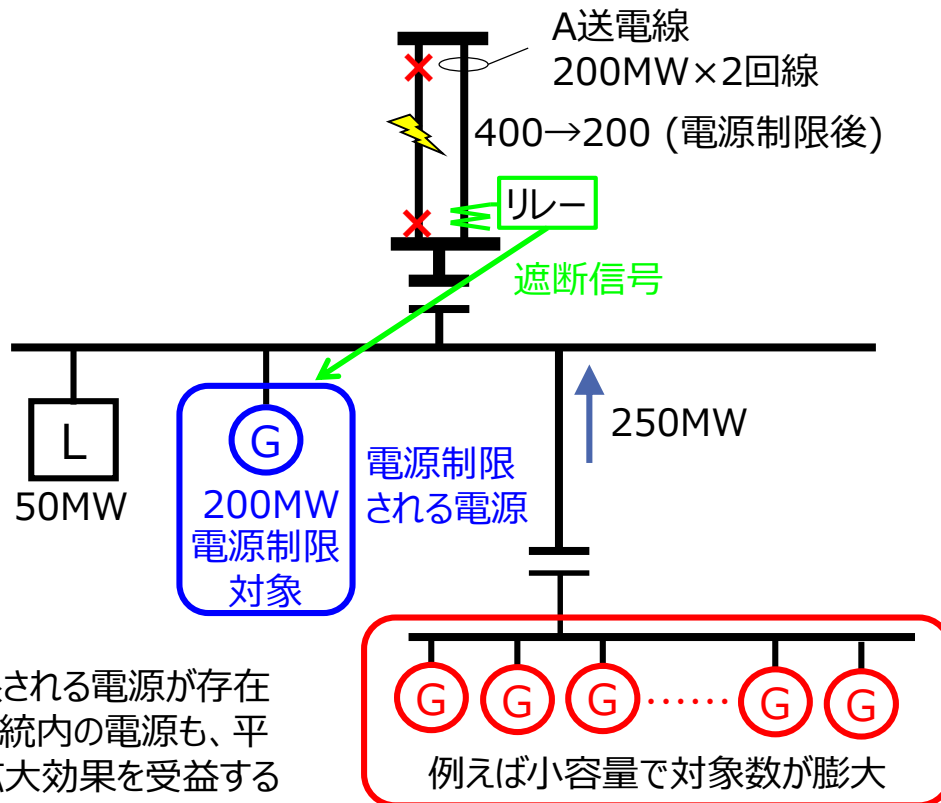 A送電線
200MW×2回線
400→200 (電源制限後)
リレー
遮断信号
L
50MW
G
200MW
電源制限
対象
電源制限
される電源
250MW
G
G
G
……
G
G
例えば小容量で対象数が膨大
される電源が存在
統内の電源も、平
広大効果を受益する